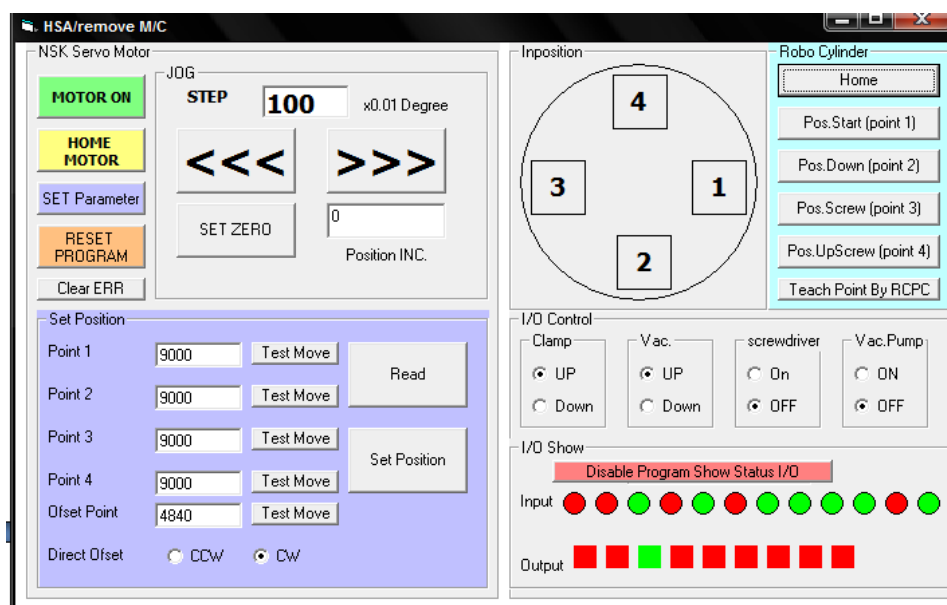 HSA/remove M/C
NSK Servo Motor
MOTOR ON
HOME
MOTOR
SET Parameter
RESET
PROGRAM
Clear ERR
JOG
STEP
100
x0.01 Degree
<<<
>>>
SET ZERO
0
Position INC.
Set Position
Point 1
9000
Test Move
Point 2
9000
Test Move
Point 3
9000
Test Move
Point 4
9000
Test Move
Ofset Point
4840
Test Move
Read
Set Position
Direct Ofset
CCW
CW
Inposition
4
3
1
2
Robo Cylinder
Home
Pos.Start (point 1)
Pos.Down (point 2)
Pos.Screw (point 3)
Pos.UpScrew (point 4)
Teach Point By RCPC
I/O Control
Clamp
UP
Down
Vac.
UP
Down
screwdriver
On
OFF
Vac.Pump
ON
OFF
I/O Show
Disable Program Show Status I/O
Input
Output